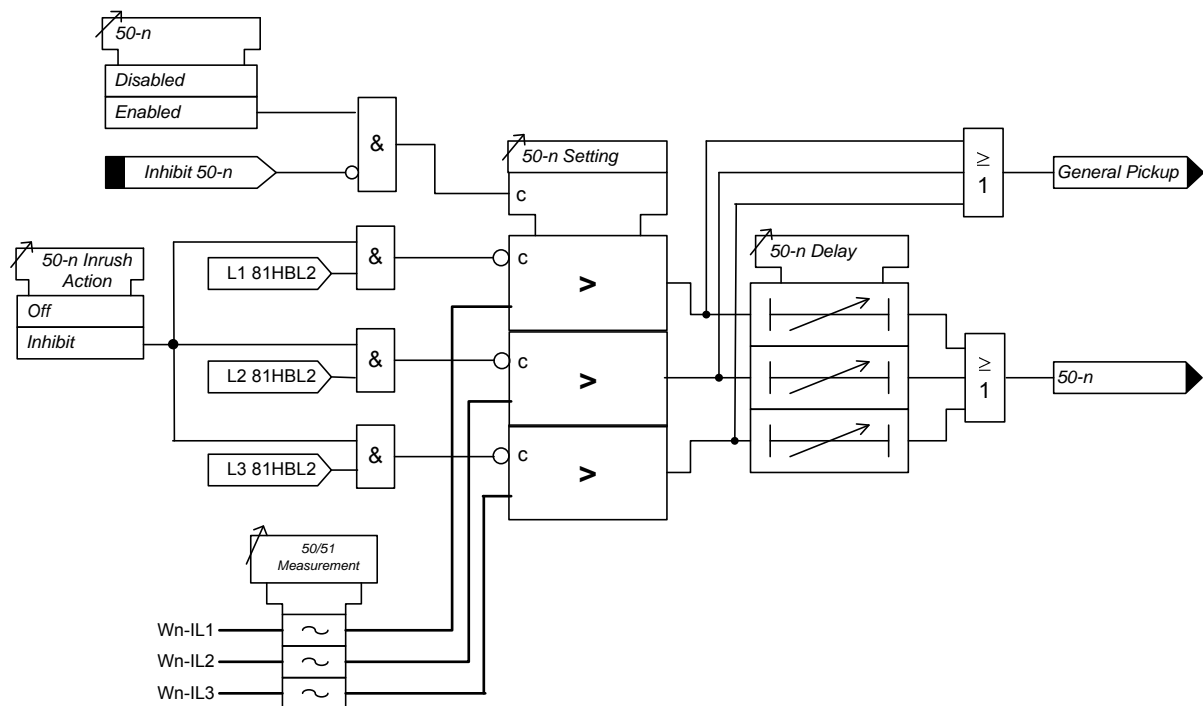 50-n
Disabled
Enabled
&
Inhibit 50-n
50-n Setting
c
≥
1
General Pickup
50-n Inrush
Action
Off
Inhibit
L1 81HBL2
&
c
>
50-n Delay
L2 81HBL2
&
c
>
≥
1
50-n
L3 81HBL2
&
c
>
50/51
Measurement
Wn-IL1
Wn-IL2
Wn-IL3